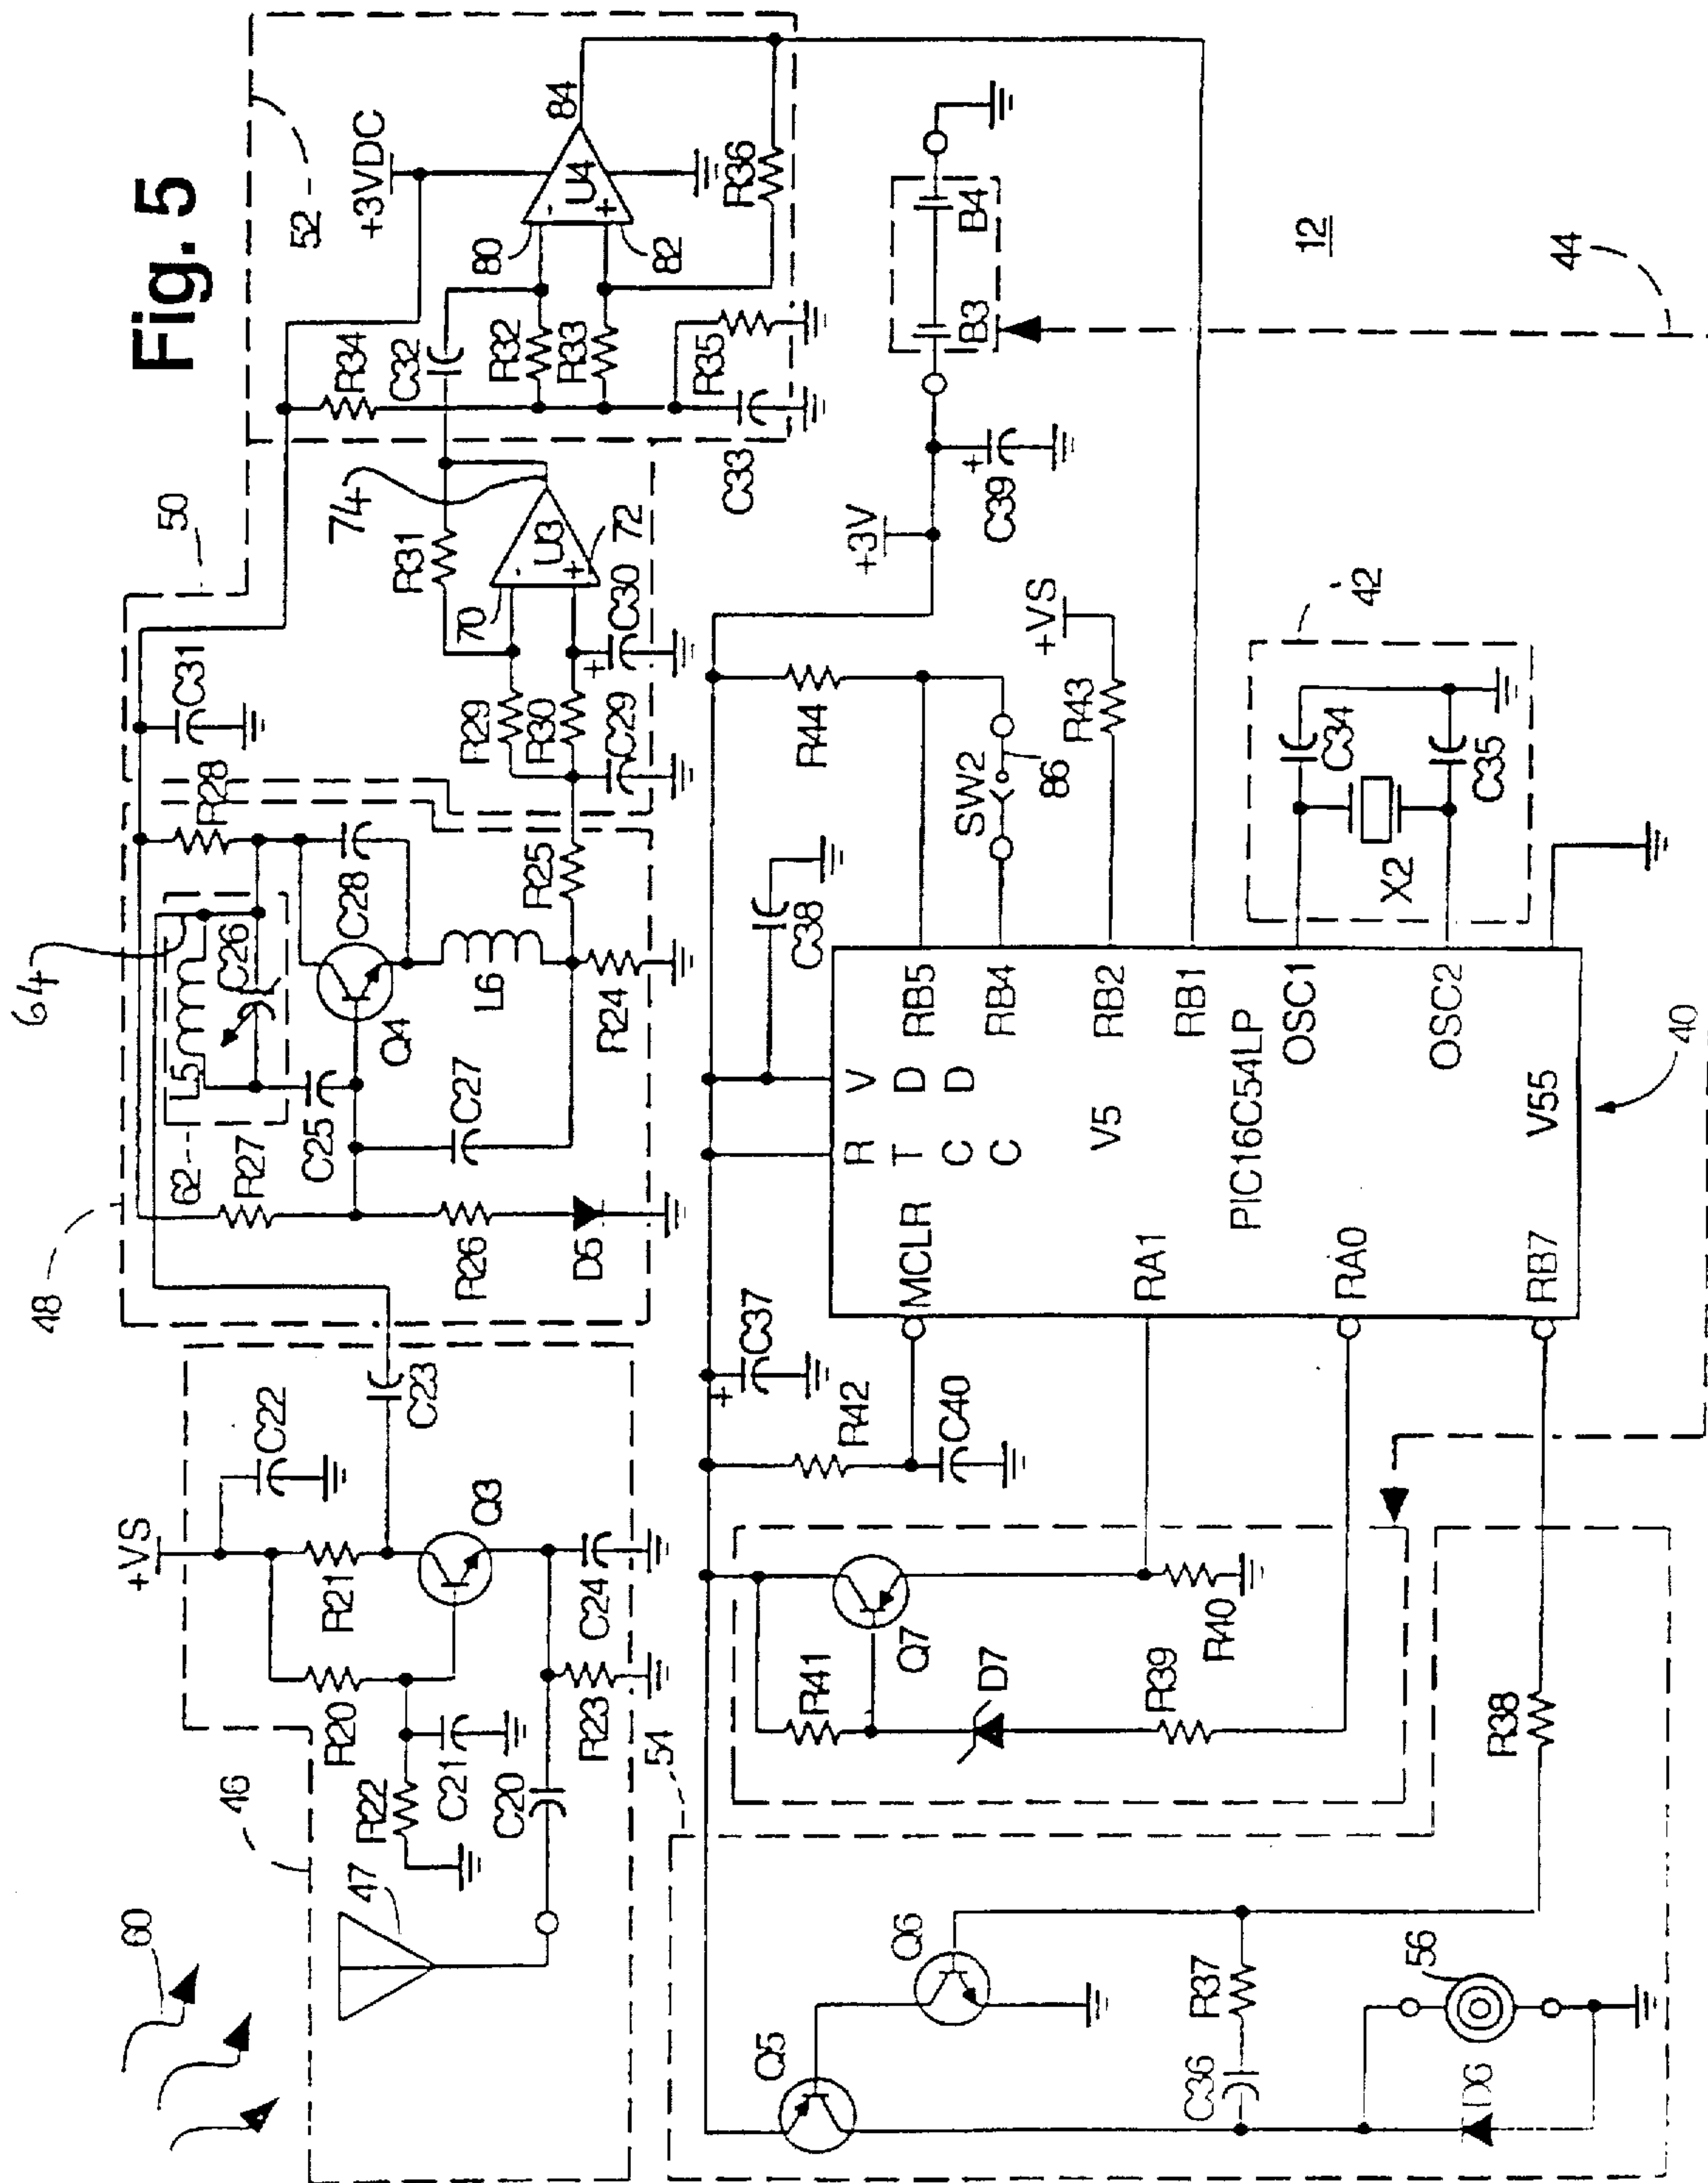 Fig. 5
60
46
47
+VS
C22
R20
R21
R22
C21
Q3
C23
C20
R23
C24
48
62
64
R27
L5
C26
C25
Q4
R28
C28
C27
L6
R26
D5
R24
R25
50
C31
R29
R30
C29
C30
70
72
U3
-
+
R31
74
52
+3VDC
R34
C32
R32
R33
80
82
84
U4
-
+
R35
R36
C33
54
Q5
Q6
C36
R37
D6
56
R38
R41
Q7
D7
R39
R40
R42
C40
+
C37
MCLR
RTCC
VDD
RA1
RA0
RB7
V5
PIC16C54LP
RB5
RB4
RB2
RB1
OSC1
OSC2
V55
40
C38
R44
SW2
86
R43
+VS
+3V
+
C39
B3
B4
12
44
42
C34
C35
X2